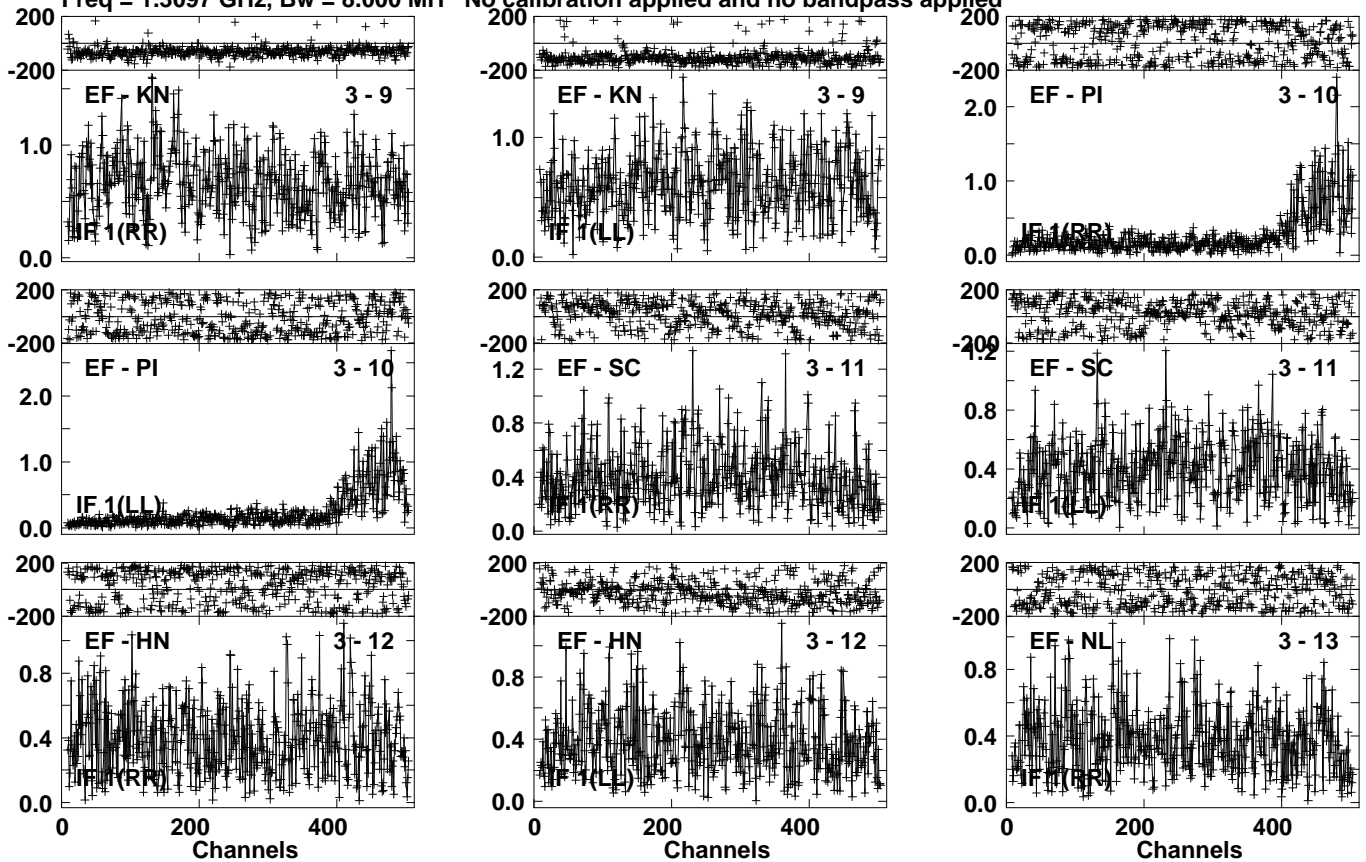 Freq = 1.3097 GHz, Bw = 8.000 MH No calibration applied and no bandpass applied
200 200 200
-200 -200 -200
EF - KN 3 - 9 EF - KN 3 - 9 EF - PI 3 - 10
2.0
1.0 1.0 1.0
IF 1(RR) IF 1(LL) IF 1(RR)
0.0 0.0 0.0
200 200 200
-200 -200 -200
1.2 1.2
EF - PI 3 - 10 EF - SC 3 - 11 EF - SC 3 - 11
2.0 0.8 0.8
1.0 0.4 0.4
IF 1(LL) IF 1(RR) IF 1(LL)
0.0 0.0 0.0
200 200 200
-200 -200 -200
EF - HN 3 - 12 EF - HN 3 - 12 EF - NL 3 - 13
0.8 0.8 0.8
0.4 0.4 0.4
IF 1(RR) IF 1(LL) IF 1(RR)
0.0 0.0 0.0
0 200 400 0 200 400 0 200 400
Channels Channels Channels